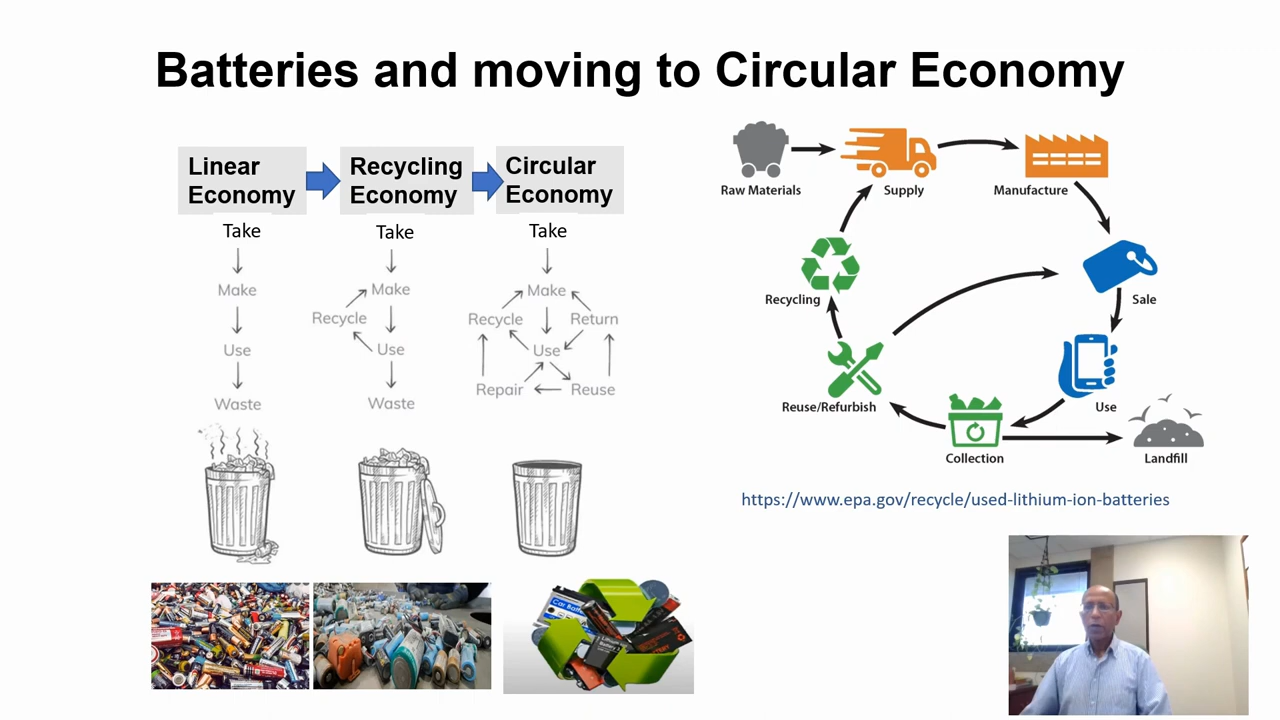 Batteries and moving to Circular Economy
Linear
Economy
Recycling
Economy
Circular
Economy
Take
Make
Use
Waste
Take
Make
Recycle
Use
Waste
Take
Make
Recycle
Return
Use
Repair
Reuse
Raw Materials
Supply
Manufacture
Sale
Recycling
Use
Reuse/Refurbish
Collection
Landfill
https://www.epa.gov/recycle/used-lithium-ion-batteries